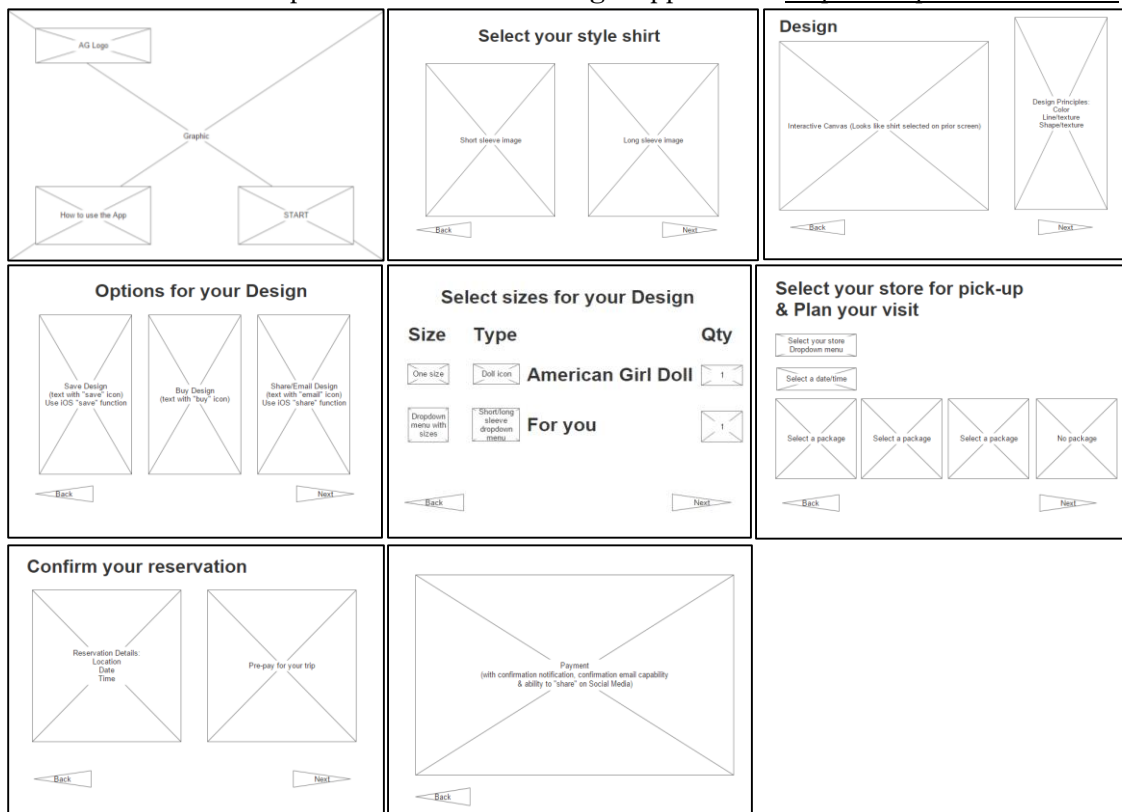 AG Logo
Graphic
How to use the App
START
Select your style shirt
Short sleeve image
Long sleeve image
Back
Next
Design
Interactive Canvas (Looks like shirt selected on prior screen)
Design Principles:
Color
Line/texture
Shape/texture
Back
Next
Options for your Design
Save Design
(text with "save" icon)
Use iOS "save" function
Buy Design
(text with "buy" icon)
Share/Email Design
(text with "email" icon)
Use iOS "share" function
Back
Next
Select sizes for your Design
Size Type Qty
One size Doll icon American Girl Doll 1
Dropdown
menu with
sizes
Short/long
sleeve
dropdown
menu
For you
1
Back
Next
Select your store for pick-up
& Plan your visit
Select your store
Dropdown menu
Select a date/time
Select a package
Select a package
Select a package
No package
Back
Next
Confirm your reservation
Reservation Details:
Location
Date
Time
Pre-pay for your trip
Back
Next
Payment
(with confirmation notification, confirmation email capability
& ability to "share" on Social Media)
Back